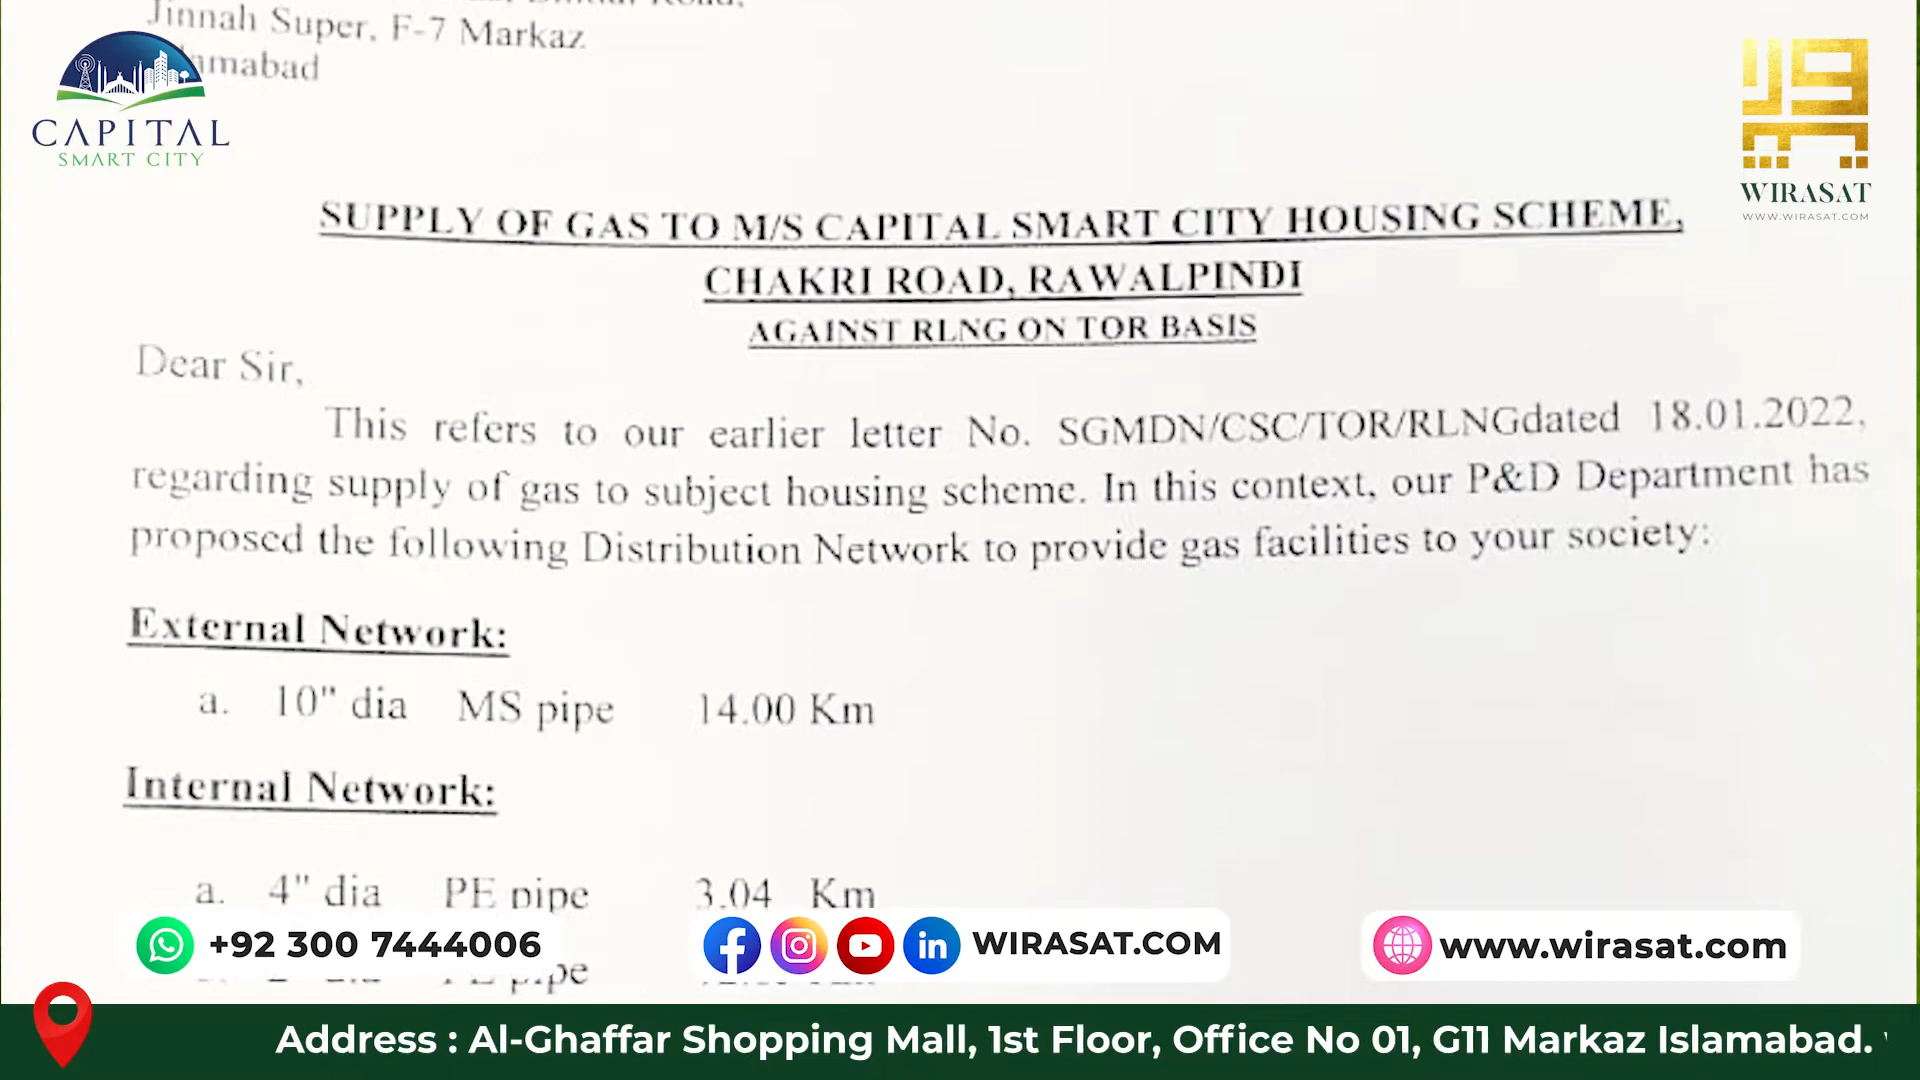 Jinnah Super, F-7 Markaz
CAPITAL
SMART CITY
WIRASAT
WWW.WIRASAT.COM
SUPPLY OF GAS TO M/S CAPITAL SMART CITY HOUSING SCHEME,
CHAKRI ROAD, RAWALPINDI
AGAINST RLNG ON TOR BASIS
Dear Sir,
This refers to our earlier letter No. SGMDN/CSC/TOR/RLNGdated 18.01.2022,
regarding supply of gas to subject housing scheme. In this context, our P&D Department has
proposed the following Distribution Network to provide gas facilities to your society:
External Network:
a. 10" dia MS pipe 14.00 Km
Internal Network:
a. 4" dia PE pipe 3.04 Km
+92 300 7444006
WIRASAT.COM
www.wirasat.com
pipe
Address : Al-Ghaffar Shopping Mall, 1st Floor, Office No 01, G11 Markaz Islamabad.